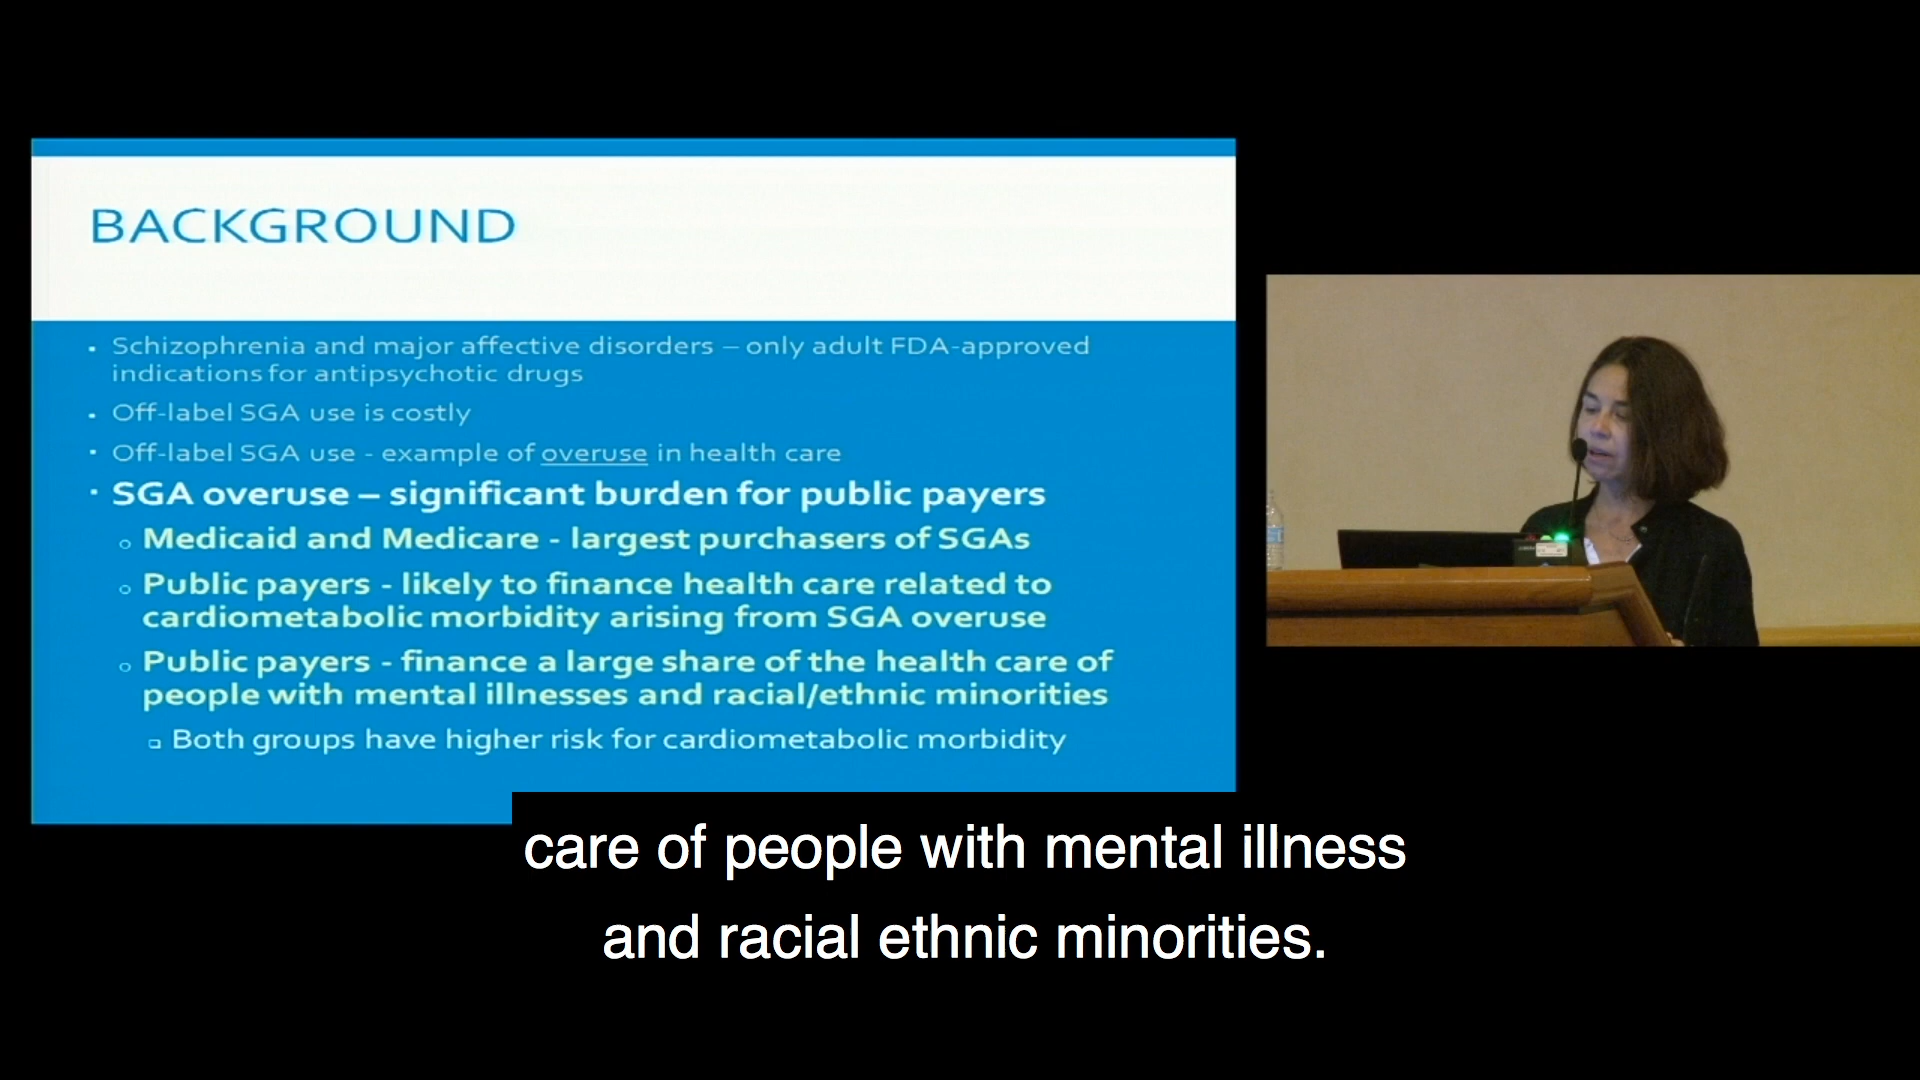 BACKGROUND
▪ Schizophrenia and major affective disorders – only adult FDA-approved
indications for antipsychotic drugs
▪ Off-label SGA use is costly
▪ Off-label SGA use - example of overuse in health care
▪ SGA overuse – significant burden for public payers
o Medicaid and Medicare - largest purchasers of SGAs
o Public payers - likely to finance health care related to
cardiometabolic morbidity arising from SGA overuse
o Public payers - finance a large share of the health care of
people with mental illnesses and racial/ethnic minorities
❑ Both groups have higher risk for cardiometabolic morbidity
care of people with mental illness
and racial ethnic minorities.